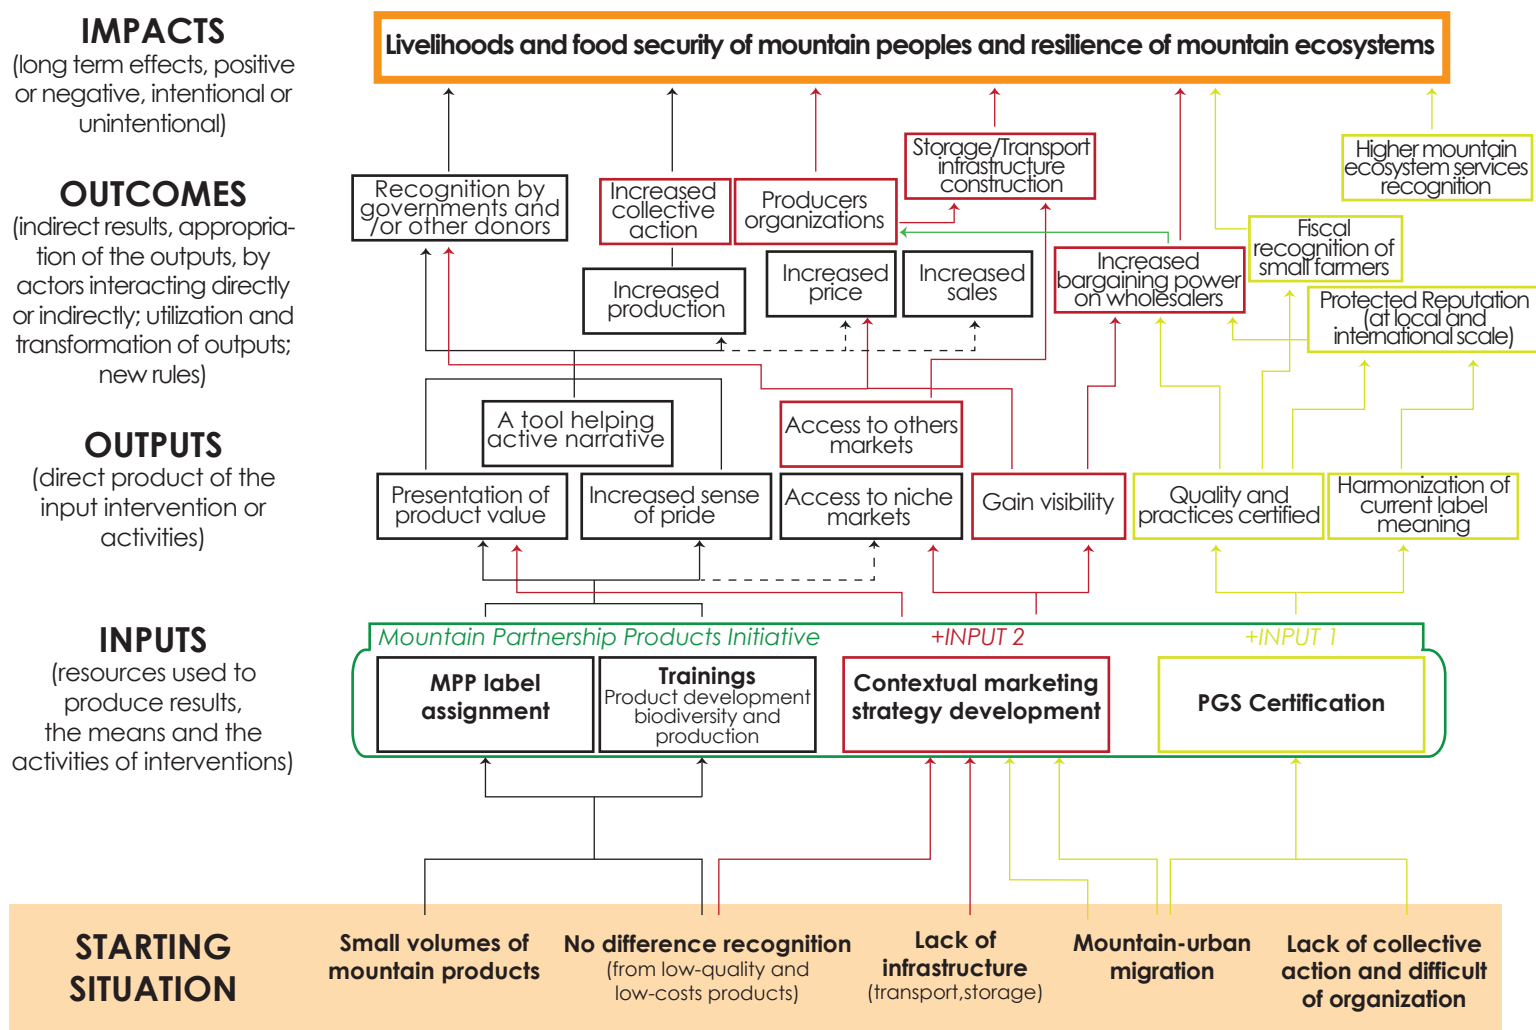 IMPACTS
(long term effects, positive
or negative, intentional or
unintentional)
Livelihoods and food security of mountain peoples and resilience of mountain ecosystems
OUTCOMES
(indirect results, appropria-
tion of the outputs, by
actors interacting directly
or indirectly; utilization and
transformation of outputs;
new rules)
Recognition by
governments and
/or other donors
Increased
collective
action
Producers
organizations
Storage/Transport
infrastructure
construction
Higher mountain
ecosystem services
recognition
Increased
production
Increased
price
Increased
sales
Increased
bargaining power
on wholesalers
Fiscal
recognition of
small farmers
Protected Reputation
(at local and
international scale)
OUTPUTS
(direct product of the
input intervention or
activities)
A tool helping
active narrative
Access to others
markets
Presentation of
product value
Increased sense
of pride
Access to niche
markets
Gain visibility
Quality and
practices certified
Harmonization of
current label
meaning
INPUTS
(resources used to
produce results,
the means and the
activities of interventions)
Mountain Partnership Products Initiative
+INPUT 2
+INPUT 1
MPP label
assignment
Trainings
Product development
biodiversity and
production
Contextual marketing
strategy development
PGS Certification
STARTING
SITUATION
Small volumes of
mountain products
No difference recognition
(from low-quality and
low-costs products)
Lack of
infrastructure
(transport,storage)
Mountain-urban
migration
Lack of collective
action and difficult
of organization